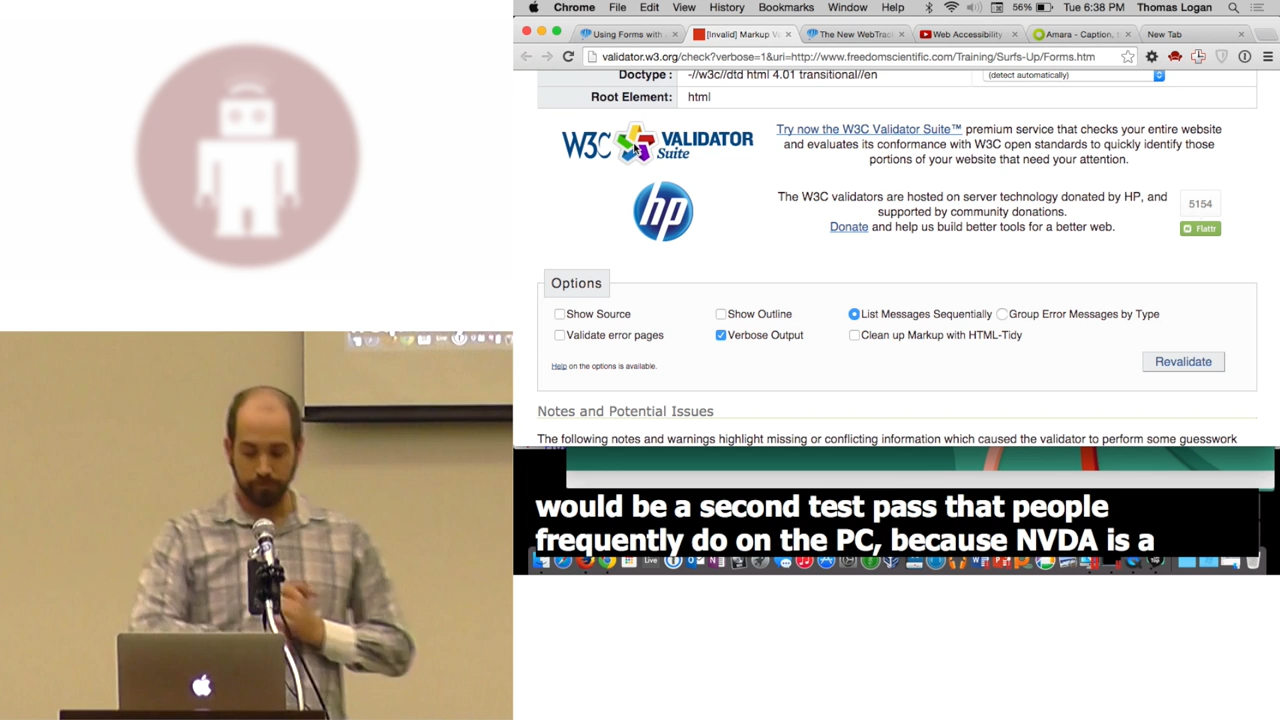 Chrome File Edit View History Bookmarks Window Help 56% Tue 6:38 PM Thomas Logan
Using Forms with [Invalid] Markup Va The New WebTrac Web Accessibility Amara - Caption, t New Tab
validator.w3.org/check?verbose=1&uri=http://www.freedomscientific.com/Training/Surfs-Up/Forms.htm
Doctype : -//w3c//dtd html 4.01 transitional//en (detect automatically)
Root Element: html
W3C VALIDATOR Suite
Try now the W3C Validator Suite™ premium service that checks your entire website
and evaluates its conformance with W3C open standards to quickly identify those
portions of your website that need your attention.
hp
The W3C validators are hosted on server technology donated by HP, and
supported by community donations.
Donate and help us build better tools for a better web.
5154
Flattr
Options
Show Source Show Outline List Messages Sequentially Group Error Messages by Type
Validate error pages Verbose Output Clean up Markup with HTML-Tidy
Help on the options is available.
Revalidate
Notes and Potential Issues
The following notes and warnings highlight missing or conflicting information which caused the validator to perform some guesswork
would be a second test pass that people
frequently do on the PC, because NVDA is a
Live